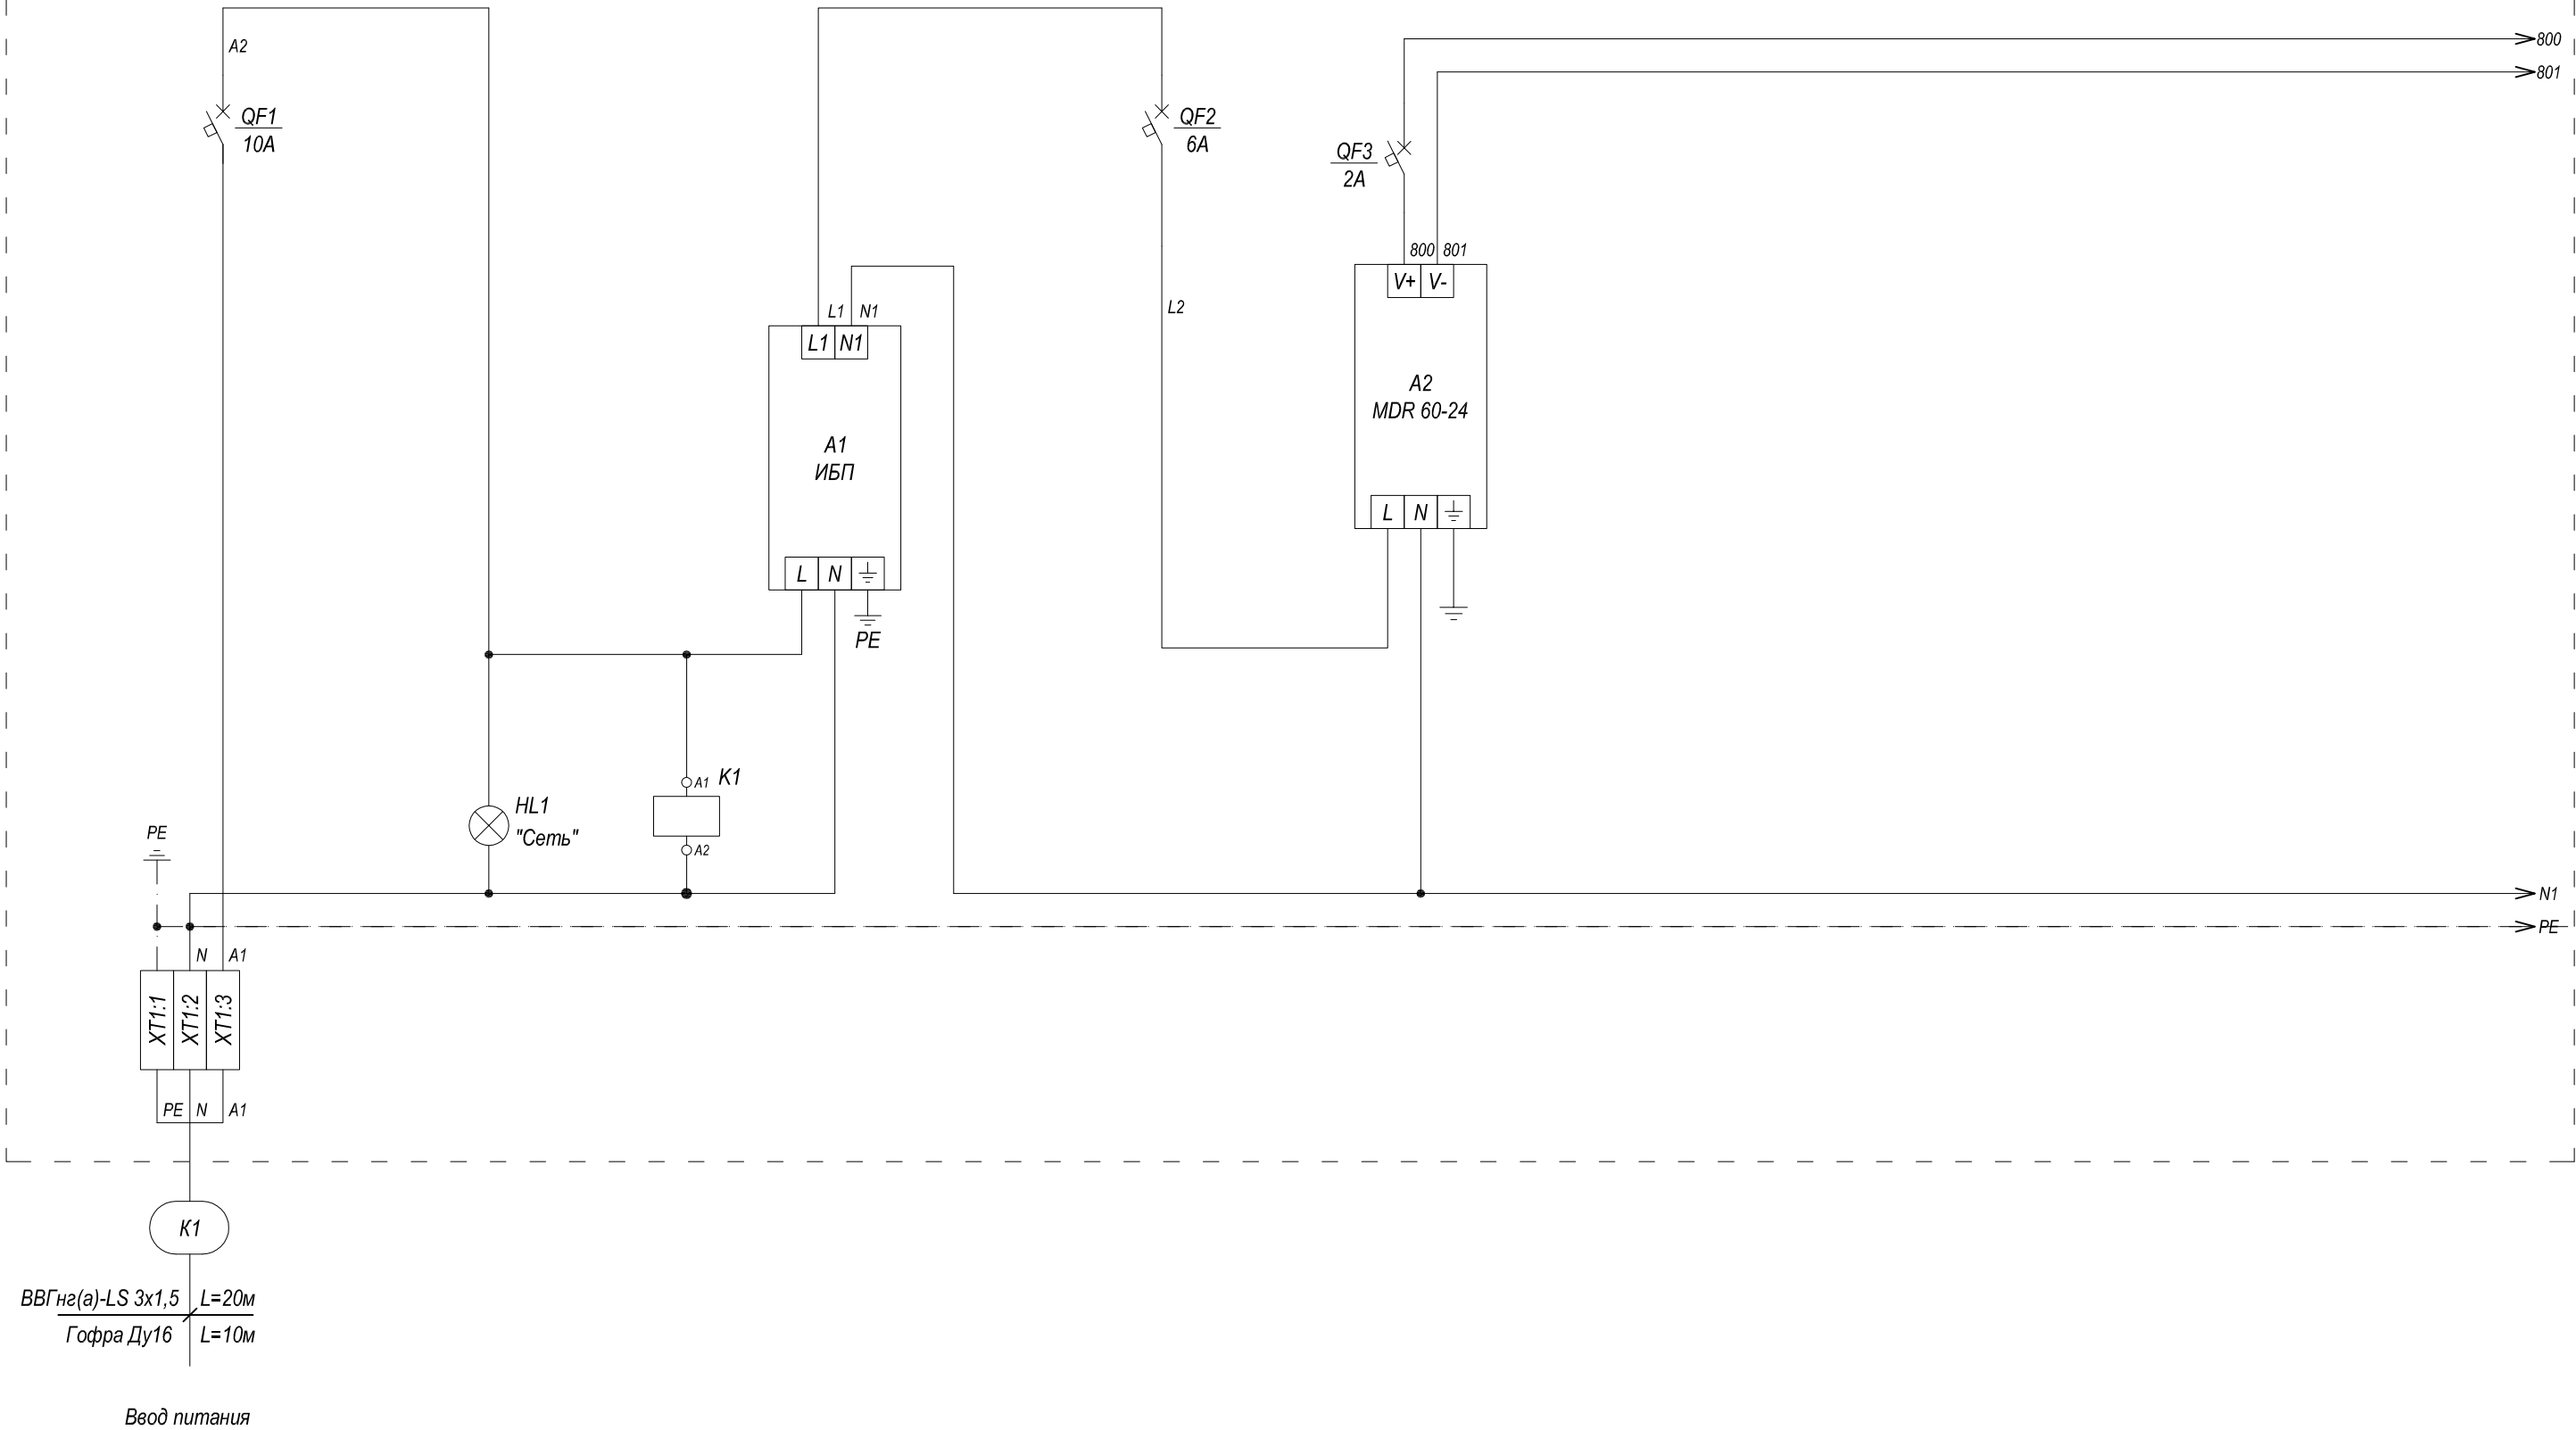 800
A2
801
QF1
10A
QF2
6A
QF3
2A
800 801
V+ V-
L2
L1 N1
L1 N1
A2
MDR 60-24
A1
ИБП
L N
L N
PE
K1
A1
HL1
"Сеть"
PE
A2
N1
PE
N A1
XT1:1
XT1:2
XT1:3
PE N A1
К1
ВВГнг(а)-LS 3х1,5 L=20м
Гофра Ду16 L=10м
Ввод питания